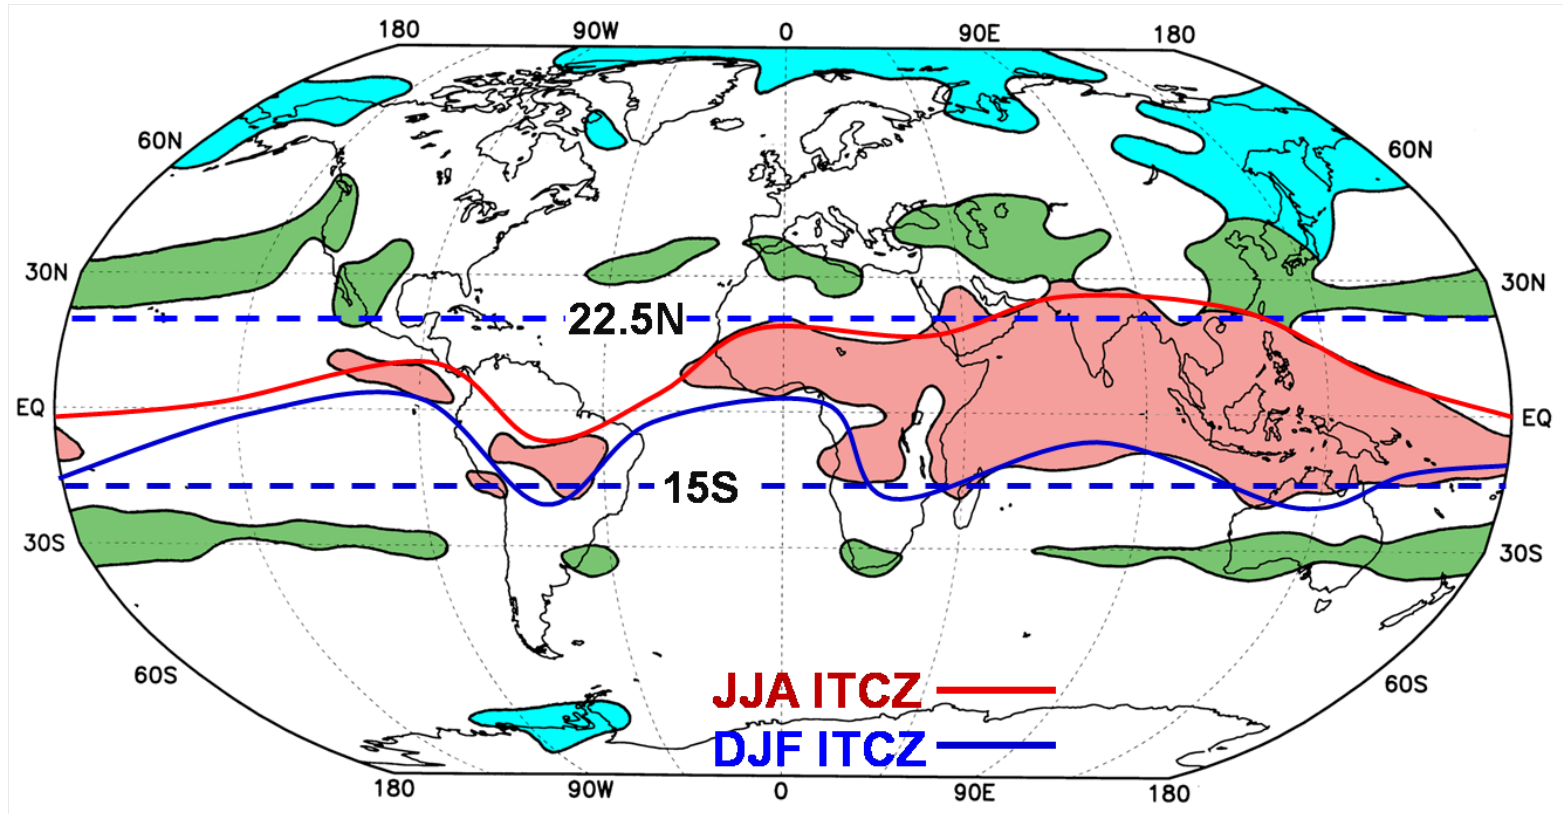 180 90W 0 90E 180
60N 60N
30N 30N
22.5N
EQ EQ
15S
30S 30S
60S 60S
JJA ITCZ
DJF ITCZ
180 90W 0 90E 180